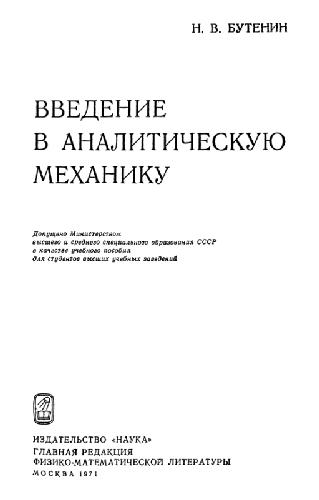 Н. В. БУТЕНИН
ВВЕДЕНИЕ
В АНАЛИТИЧЕСКУЮ
МЕХАНИКУ
Допущено Министерством
высшего и среднего специального образования СССР
в качестве учебного пособия
для студентов высших учебных заведений
ИЗДАТЕЛЬСТВО «НАУКА»
ГЛАВНАЯ РЕДАКЦИЯ
ФИЗИКО-МАТЕМАТИЧЕСКОЙ ЛИТЕРАТУРЫ
МОСКВА 1971